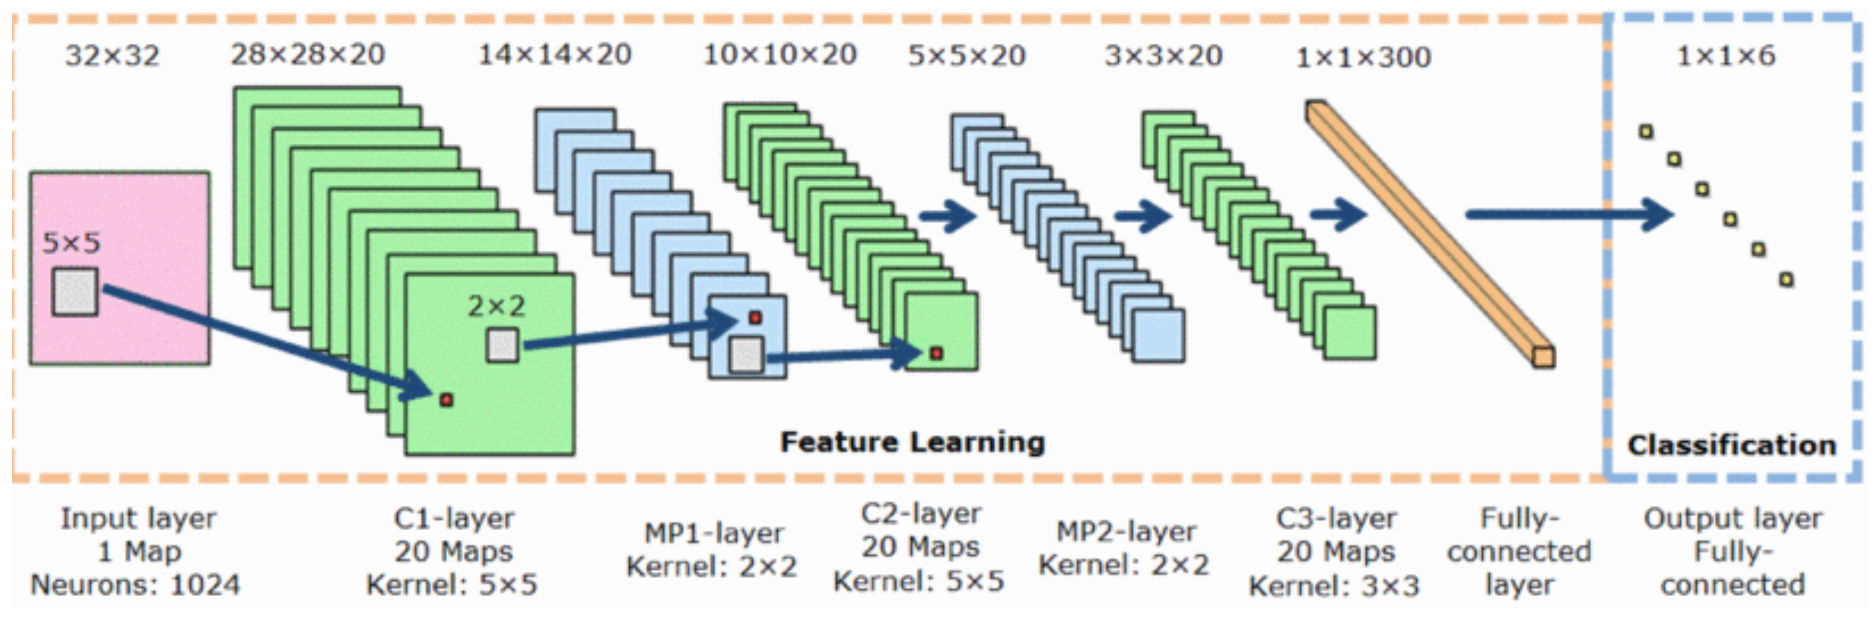 32×32
28×28×20
14×14×20
10×10×20
5×5×20
3×3×20
1×1×300
1×1×6
5×5
2×2
Feature Learning
Classification
Input layer
1 Map
Neurons: 1024
C1-layer
20 Maps
Kernel: 5×5
MP1-layer
Kernel: 2×2
C2-layer
20 Maps
Kernel: 5×5
MP2-layer
Kernel: 2×2
C3-layer
20 Maps
Kernel: 3×3
Fully-
connected
layer
Output layer
Fully-
connected